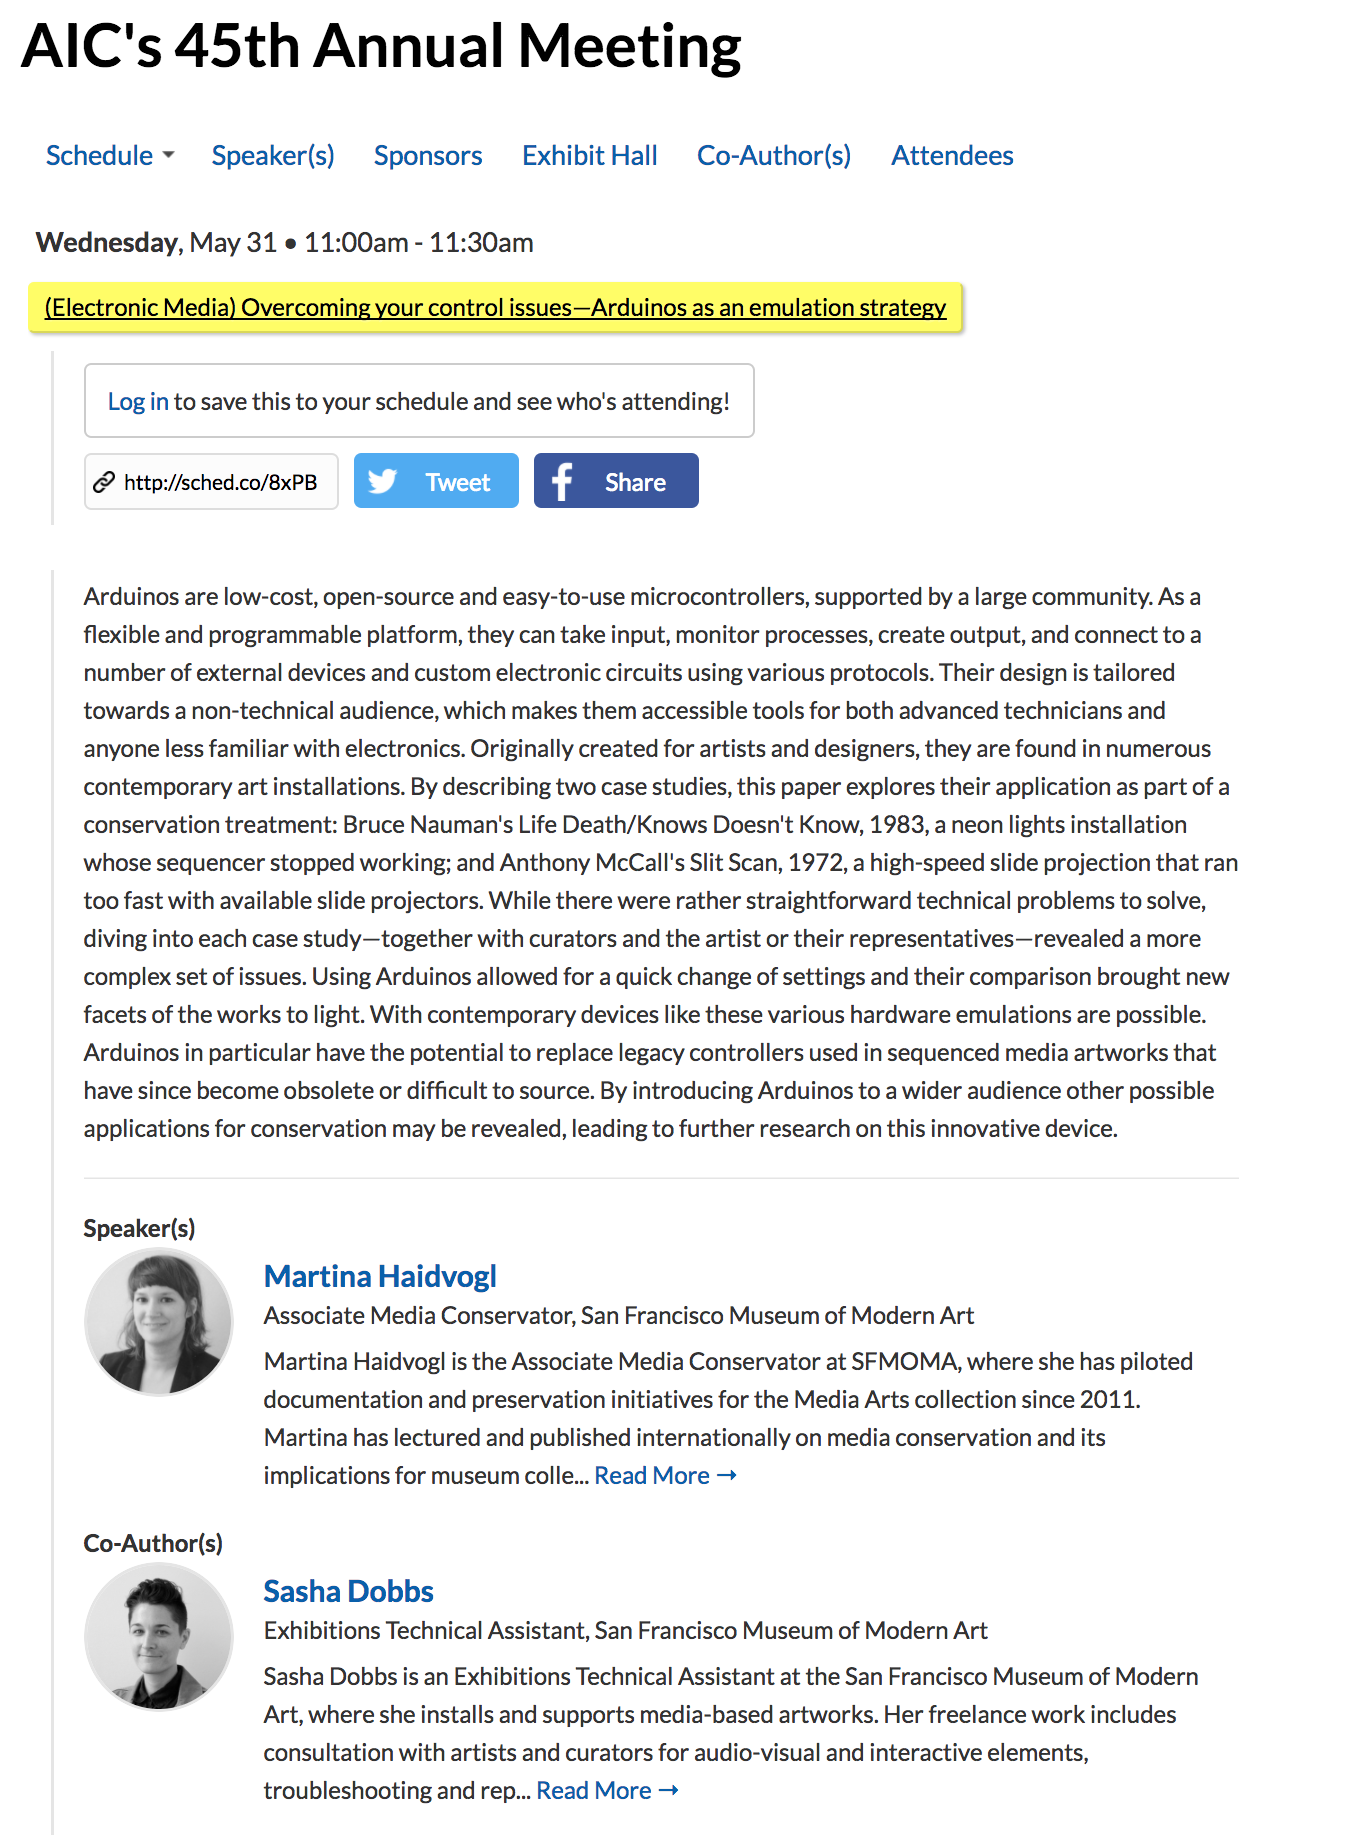 AIC's 45th Annual Meeting
Schedule Speaker(s) Sponsors Exhibit Hall Co-Author(s) Attendees
Wednesday, May 31 • 11:00am - 11:30am
(Electronic Media) Overcoming your control issues—Arduinos as an emulation strategy
Log in to save this to your schedule and see who's attending!
http://sched.co/8xPB Tweet Share
Arduinos are low-cost, open-source and easy-to-use microcontrollers, supported by a large community. As a
flexible and programmable platform, they can take input, monitor processes, create output, and connect to a
number of external devices and custom electronic circuits using various protocols. Their design is tailored
towards a non-technical audience, which makes them accessible tools for both advanced technicians and
anyone less familiar with electronics. Originally created for artists and designers, they are found in numerous
contemporary art installations. By describing two case studies, this paper explores their application as part of a
conservation treatment: Bruce Nauman's Life Death/Knows Doesn't Know, 1983, a neon lights installation
whose sequencer stopped working; and Anthony McCall's Slit Scan, 1972, a high-speed slide projection that ran
too fast with available slide projectors. While there were rather straightforward technical problems to solve,
diving into each case study—together with curators and the artist or their representatives—revealed a more
complex set of issues. Using Arduinos allowed for a quick change of settings and their comparison brought new
facets of the works to light. With contemporary devices like these various hardware emulations are possible.
Arduinos in particular have the potential to replace legacy controllers used in sequenced media artworks that
have since become obsolete or difficult to source. By introducing Arduinos to a wider audience other possible
applications for conservation may be revealed, leading to further research on this innovative device.
Speaker(s)
Martina Haidvogl
Associate Media Conservator, San Francisco Museum of Modern Art
Martina Haidvogl is the Associate Media Conservator at SFMOMA, where she has piloted
documentation and preservation initiatives for the Media Arts collection since 2011.
Martina has lectured and published internationally on media conservation and its
implications for museum colle... Read More →
Co-Author(s)
Sasha Dobbs
Exhibitions Technical Assistant, San Francisco Museum of Modern Art
Sasha Dobbs is an Exhibitions Technical Assistant at the San Francisco Museum of Modern
Art, where she installs and supports media-based artworks. Her freelance work includes
consultation with artists and curators for audio-visual and interactive elements,
troubleshooting and rep... Read More →